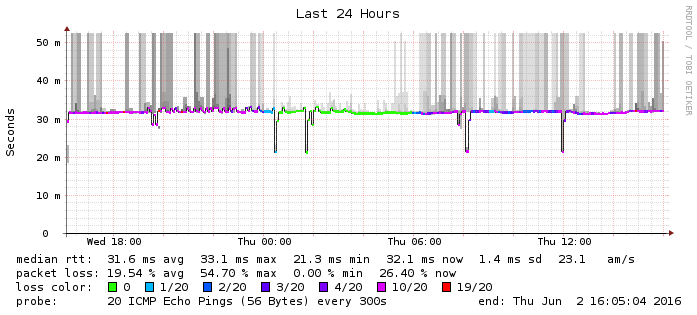 Last 24 Hours
RRDTOOL / TOBI OETIKER
Seconds
50 m
40 m
30 m
20 m
10 m
0
Wed 18:00 Thu 00:00 Thu 06:00 Thu 12:00
median rtt: 31.6 ms avg 33.1 ms max 21.3 ms min 32.1 ms now 1.4 ms sd 23.1 am/s
packet loss: 19.54 % avg 54.70 % max 0.00 % min 26.40 % now
loss color: 0 1/20 2/20 3/20 4/20 10/20 19/20
probe: 20 ICMP Echo Pings (56 Bytes) every 300s end: Thu Jun 2 16:05:04 2016